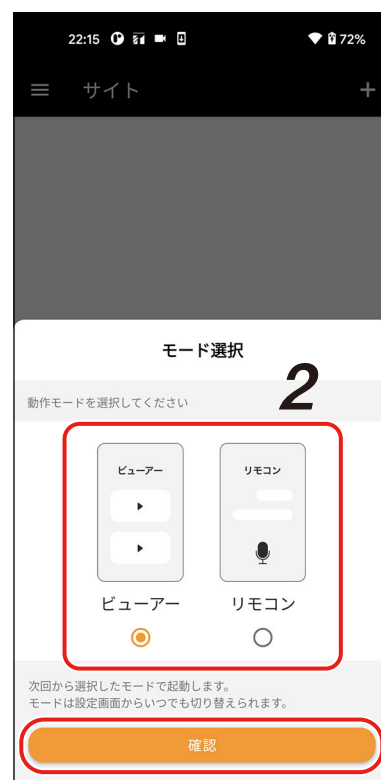 22:15 72%
サイト
モード選択
2
動作モードを選択してください
ビューアー リモコン
ビューアー リモコン
次回から選択したモードで起動します。
モードは設定画面からいつでも切り替えられます。
確認